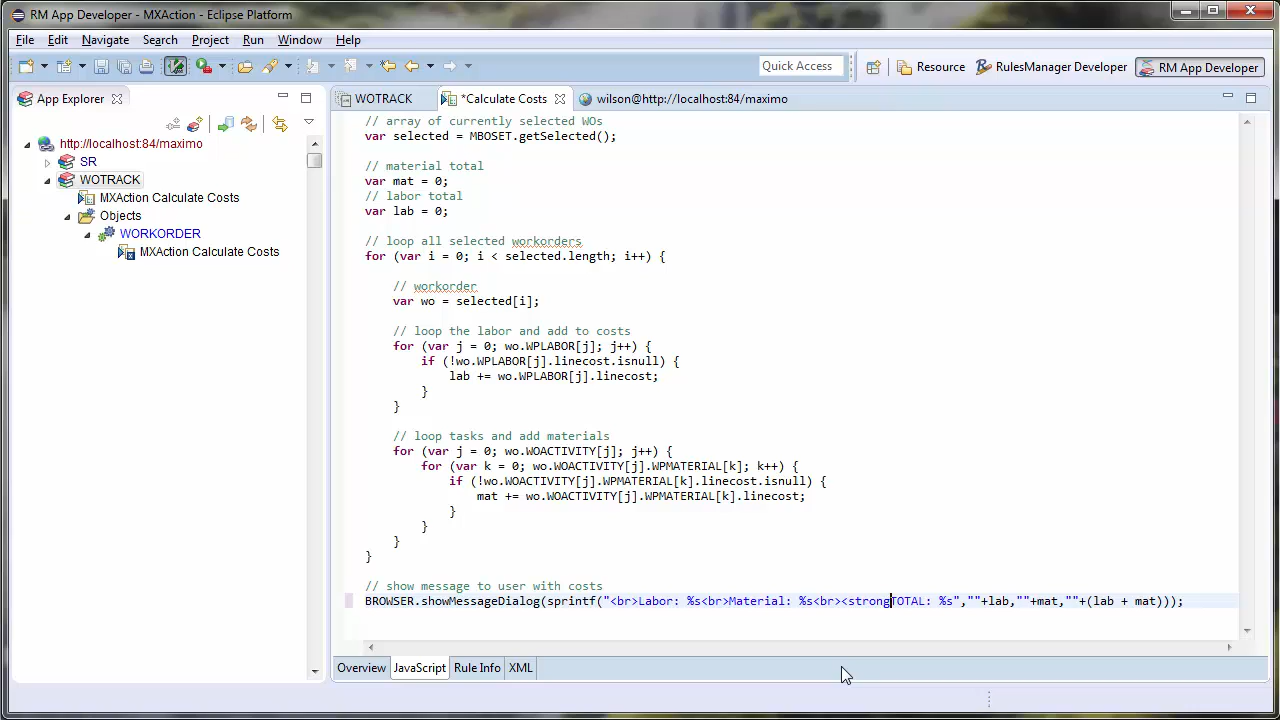 RM App Developer - MXAction - Eclipse Platform
File Edit Navigate Search Project Run Window Help
Quick Access
Resource
RulesManager Developer
RM App Developer
App Explorer
WOTRACK
*Calculate Costs
wilson@http://localhost:84/maximo
http://localhost:84/maximo
SR
WOTRACK
MXAction Calculate Costs
Objects
WORKORDER
MXAction Calculate Costs
// array of currently selected WOs
var selected = MBOSET.getSelected();
// material total
var mat = 0;
// labor total
var lab = 0;
// loop all selected workorders
for (var i = 0; i < selected.length; i++) {
// workorder
var wo = selected[i];
// loop the labor and add to costs
for (var j = 0; wo.WPLABOR[j]; j++) {
if (!wo.WPLABOR[j].linecost.isnull) {
lab += wo.WPLABOR[j].linecost;
}
}
// loop tasks and add materials
for (var j = 0; wo.WOACTIVITY[j]; j++) {
for (var k = 0; wo.WOACTIVITY[j].WPMATERIAL[k]; k++) {
if (!wo.WOACTIVITY[j].WPMATERIAL[k].linecost.isnull) {
mat += wo.WOACTIVITY[j].WPMATERIAL[k].linecost;
}
}
}
}
// show message to user with costs
BROWSER.showMessageDialog(sprintf("<br>Labor: %s<br>Material: %s<br><strongTOTAL: %s",""+lab,""+mat,""+(lab + mat)));
Overview JavaScript Rule Info XML